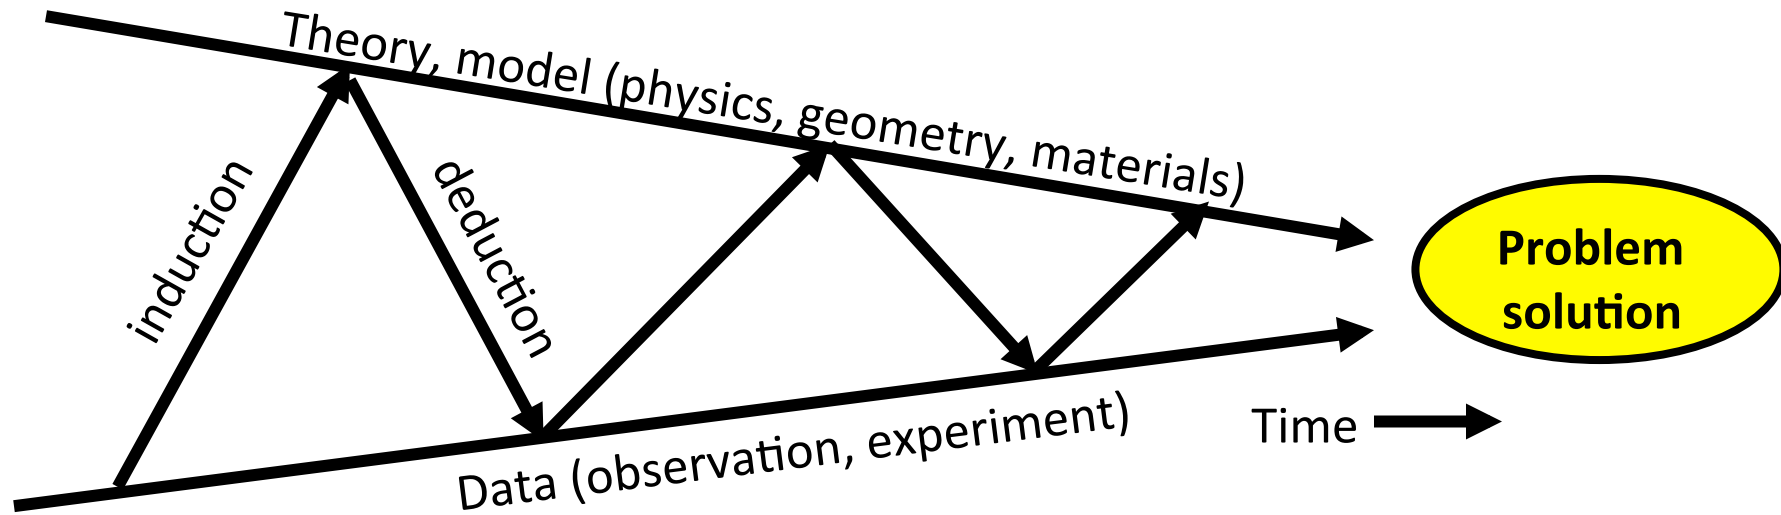 Theory, model (physics, geometry, materials)
induction
deduction
Problem
solution
Data (observation, experiment)
Time